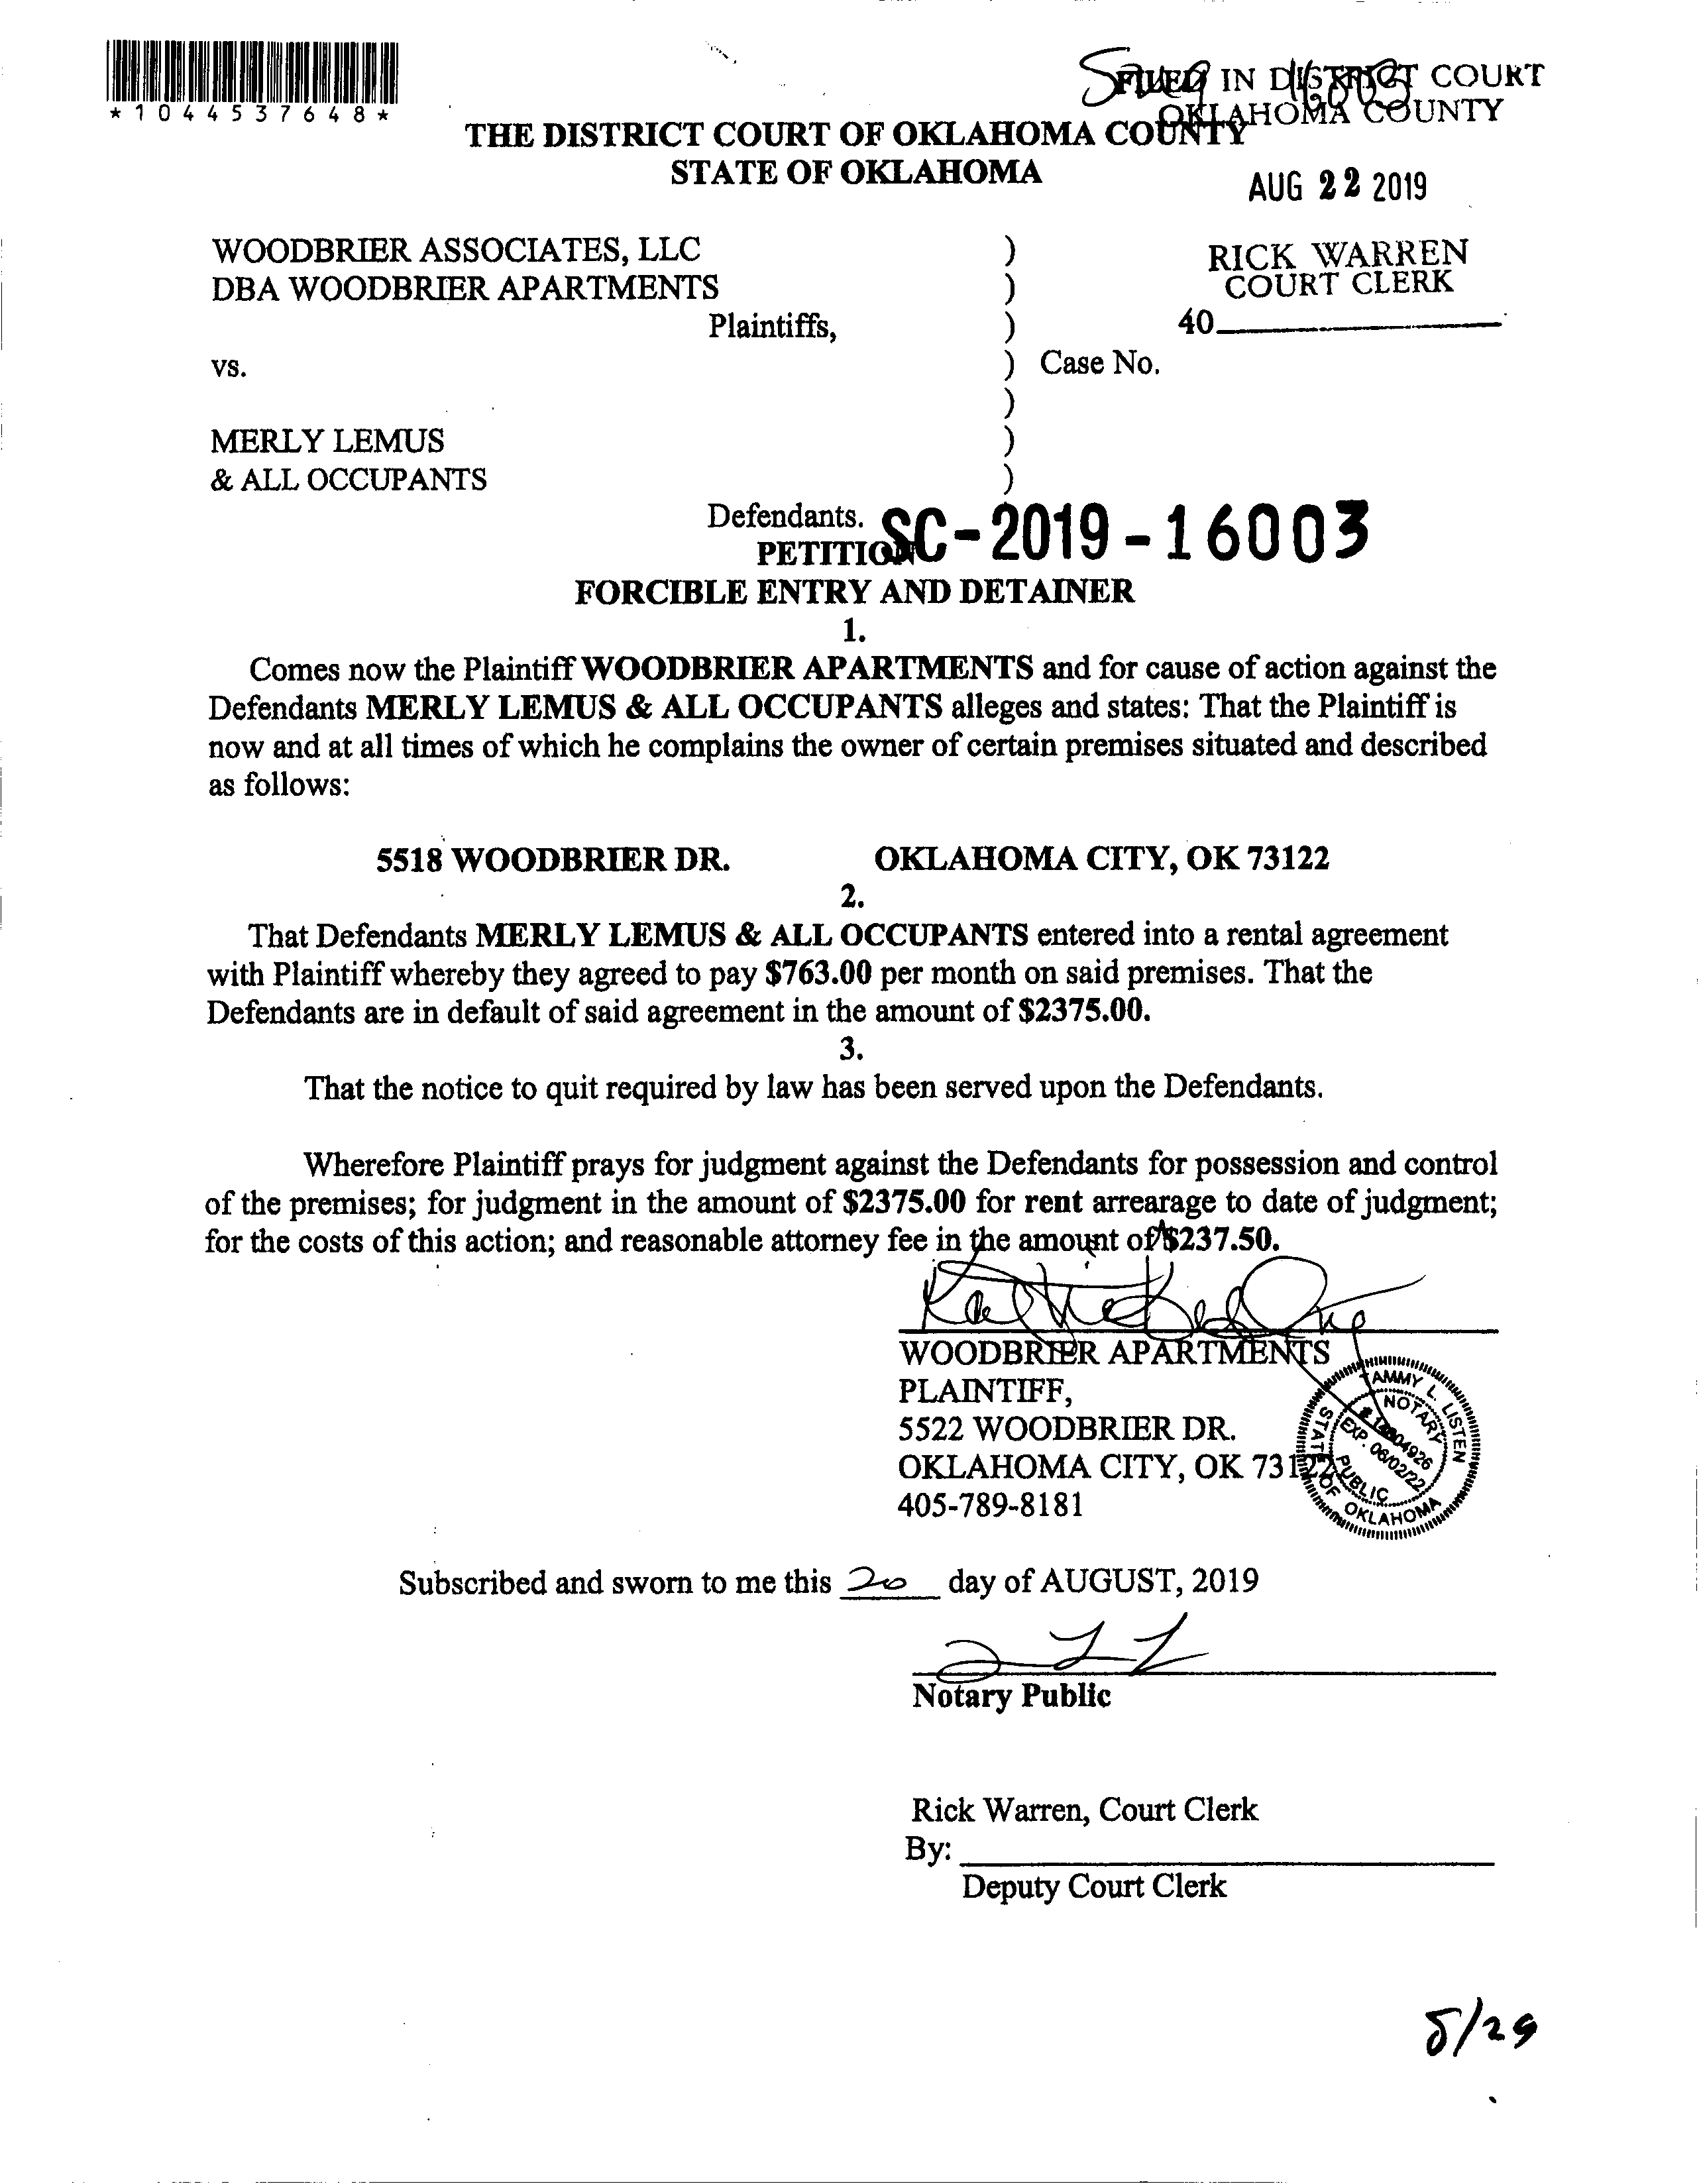 *1044537648*
FILED IN DISTRICT COURT
OKLAHOMA COUNTY
THE DISTRICT COURT OF OKLAHOMA COUNTY
STATE OF OKLAHOMA
AUG 22 2019
WOODBRIER ASSOCIATES, LLC )
RICK WARREN
DBA WOODBRIER APARTMENTS )
COURT CLERK
Plaintiffs, )
40
vs. ) Case No.
)
MERLY LEMUS )
& ALL OCCUPANTS )
Defendants.
SC-2019-16003
PETITION
FORCIBLE ENTRY AND DETAINER
1.
Comes now the Plaintiff WOODBRIER APARTMENTS and for cause of action against the
Defendants MERLY LEMUS & ALL OCCUPANTS alleges and states: That the Plaintiff is
now and at all times of which he complains the owner of certain premises situated and described
as follows:
5518 WOODBRIER DR. OKLAHOMA CITY, OK 73122
2.
That Defendants MERLY LEMUS & ALL OCCUPANTS entered into a rental agreement
with Plaintiff whereby they agreed to pay $763.00 per month on said premises. That the
Defendants are in default of said agreement in the amount of $2375.00.
3.
That the notice to quit required by law has been served upon the Defendants.
Wherefore Plaintiff prays for judgment against the Defendants for possession and control
of the premises; for judgment in the amount of $2375.00 for rent arrearage to date of judgment;
for the costs of this action; and reasonable attorney fee in the amount of $237.50.
WOODBRIER APARTMENTS
PLAINTIFF,
5522 WOODBRIER DR.
OKLAHOMA CITY, OK 73122
405-789-8181
TAMMY L. LISTEN
NOTARY
EXP. 06/02/22
PUBLIC
STATE OF OKLAHOMA
Subscribed and sworn to me this 20 day of AUGUST, 2019
Notary Public
Rick Warren, Court Clerk
By:
Deputy Court Clerk
8/29